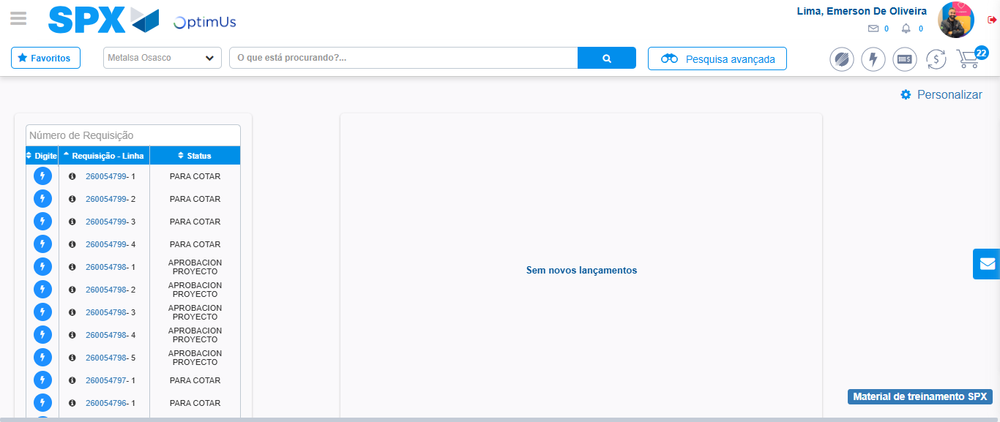 SPX OptimUs
Lima, Emerson De Oliveira
0 0
Favoritos
Metalsa Osasco
O que está procurando?...
Pesquisa avançada
22
Personalizar
Número de Requisição
Digite Requisição - Linha Status
260054799- 1 PARA COTAR
260054799- 2 PARA COTAR
260054799- 3 PARA COTAR
260054799- 4 PARA COTAR
260054798- 1 APROBACION
PROYECTO
260054798- 2 APROBACION
PROYECTO
260054798- 3 APROBACION
PROYECTO
260054798- 4 APROBACION
PROYECTO
260054798- 5 APROBACION
PROYECTO
260054797- 1 PARA COTAR
260054796- 1 PARA COTAR
Sem novos lançamentos
Material de treinamento SPX